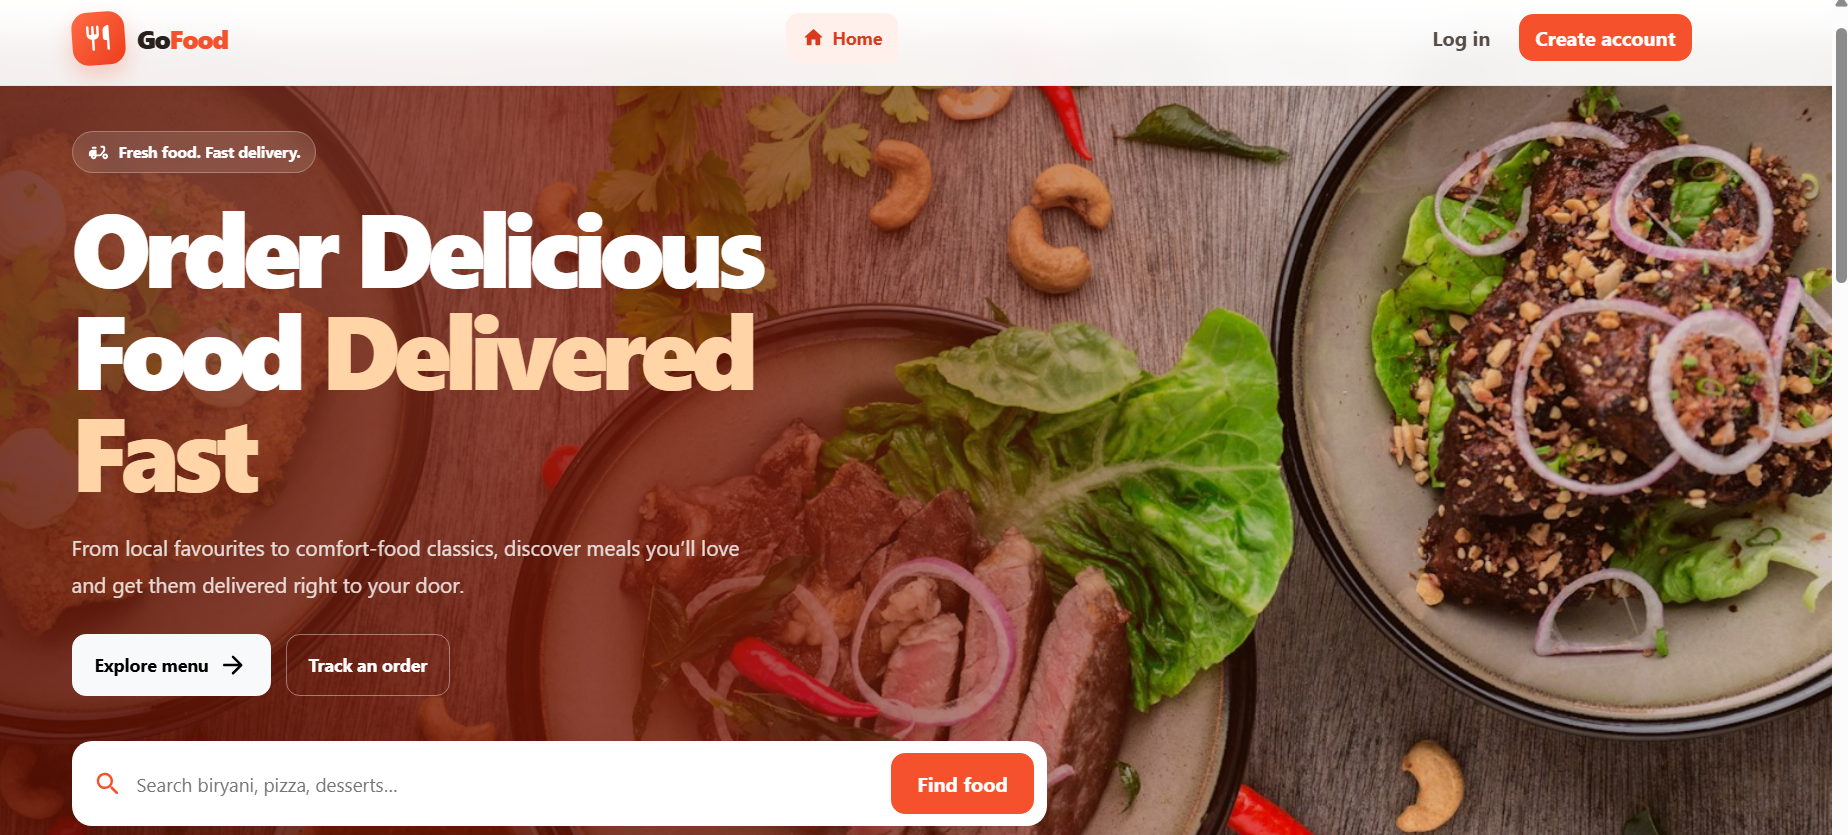 GoFood
Home
Log in
Create account
Fresh food. Fast delivery.
Order Delicious
Food Delivered
Fast
From local favourites to comfort-food classics, discover meals you’ll love
and get them delivered right to your door.
Explore menu
Track an order
Search biryani, pizza, desserts...
Find food